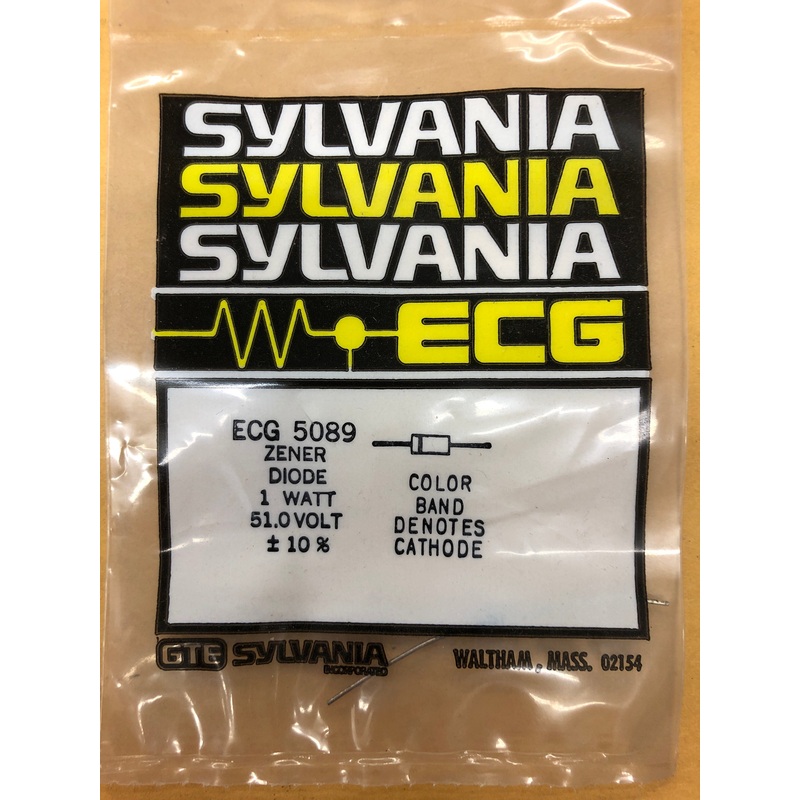 SYLVANIA
SYLVANIA
SYLVANIA
ECG
ECG 5089
ZENER
DIODE
1 WATT
51.0 VOLT
± 10 %
COLOR
BAND
DENOTES
CATHODE
GTE SYLVANIA
INCORPORATED
WALTHAM, MASS. 02154